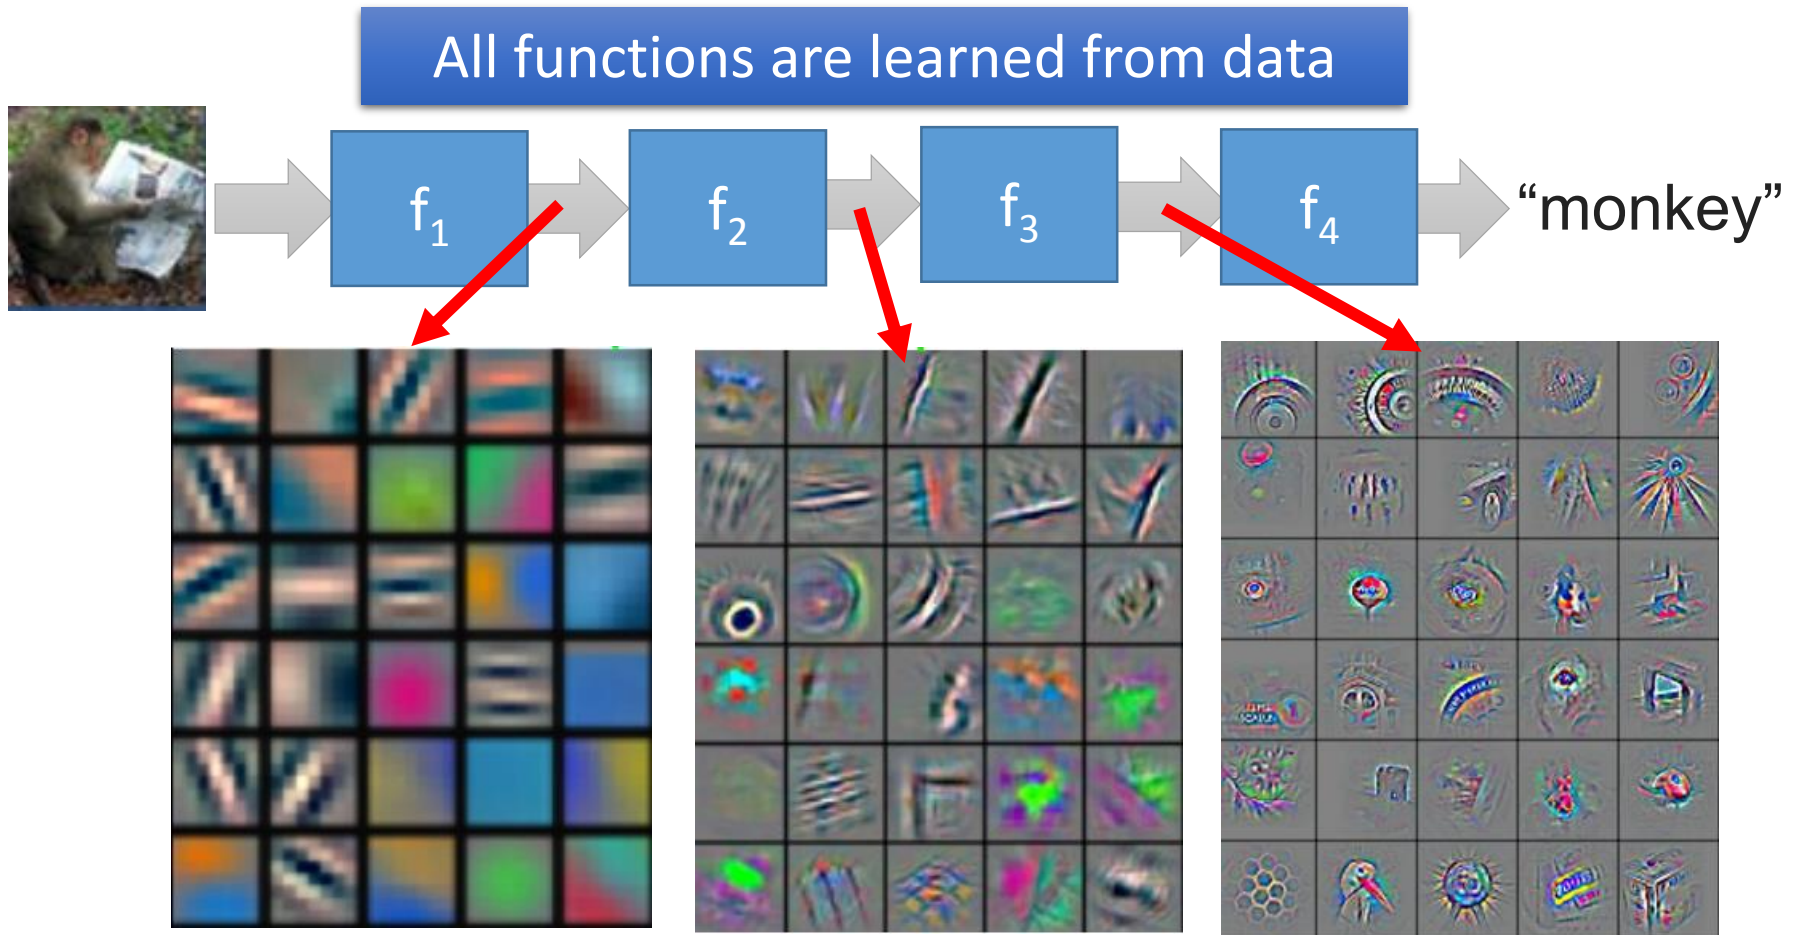 All functions are learned from data
f1
f2
f3
f4
“monkey”